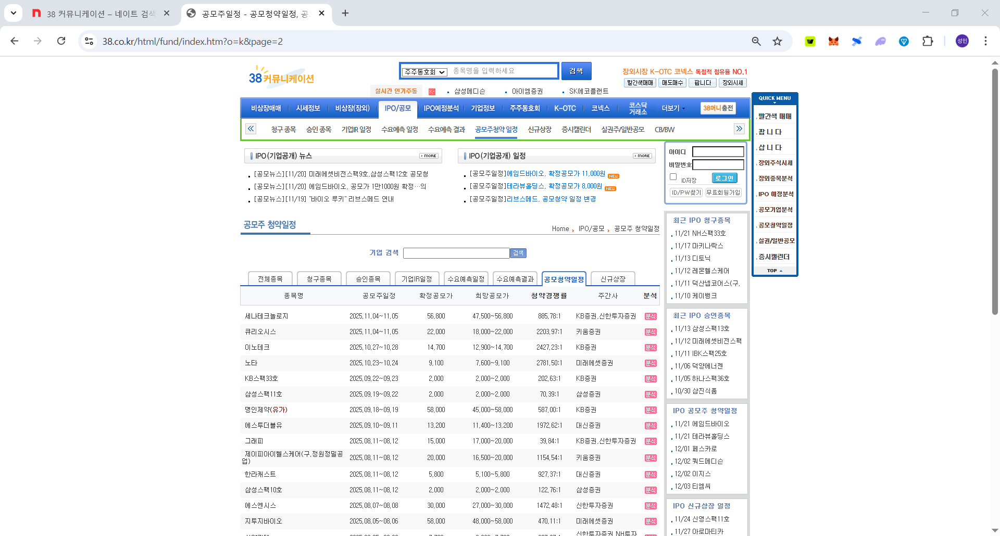 38 커뮤니케이션 – 네이트 검색
공모주일정 - 공모청약일정, 공
38.co.kr/html/fund/index.htm?o=k&page=2
성민
38 커뮤니케이션
주주동호회
종목명을 입력하세요
검색
장외시장 K-OTC 코넥스 독점적 점유율 NO.1
빨간색매매 매도매수 팝니다 장외시세
실시간 인기주동 K- 삼성메디슨 아이엠증권 SK에코플랜트
비상장매매 시세정보 비상장(장외) IPO/공모 IPO예정분석 기업정보 주주동호회 K-OTC 코넥스 코스닥 거래소 더보기 38머니충전
청구 종목 승인 종목 기업IR 일정 수요예측 일정 수요예측 결과 공모주청약 일정 신규상장 증시캘린더 실권주/일반공모 CB/BW
IPO(기업공개) 뉴스 MORE
[공모뉴스][11/20] 미래에셋비전스팩9호,삼성스팩12호 공모청
[공모뉴스][11/20] 에임드바이오, 공모가 1만1000원 확정…의
[공모뉴스][11/19] "바이오 루키" 리브스메드 연내
IPO(기업공개) 일정 MORE
[공모주일정]에임드바이오, 확정공모가 11,000원 NEW
[공모주일정]테라뷰홀딩스, 확정공모가 8,000원 NEW
[공모주일정]리브스메드, 공모청약 일정 변경
아이디
비밀번호
ID저장 로그인
ID/PW찾기 무료회원가입
QUICK MENU
빨간색 매매
팝 니 다
삽 니 다
장외주식시세
장외종목분석
IPO 예정분석
공모기업분석
공모청약일정
실권/일반공모
증시캘린더
TOP
공모주 청약일정
Home IPO/공모 공모주 청약일정
기업 검색 검색
전체종목 청구종목 승인종목 기업IR일정 수요예측일정 수요예측결과 공모청약일정 신규상장
종목명 공모주일정 확정공모가 희망공모가 청약경쟁률 주간사 분석
세나테크놀로지 2025.11.04~11.05 56,800 47,500~56,800 885.78:1 KB증권,신한투자증권 분석
큐리오시스 2025.11.04~11.05 22,000 18,000~22,000 2203.97:1 키움증권 분석
이노테크 2025.10.27~10.28 14,700 12,900~14,700 2427.23:1 KB증권 분석
노타 2025.10.23~10.24 9,100 7,600~9,100 2781.50:1 미래에셋증권 분석
KB스팩33호 2025.09.22~09.23 2,000 2,000~2,000 202.63:1 KB증권 분석
삼성스팩11호 2025.09.19~09.22 2,000 2,000~2,000 70.39:1 삼성증권 분석
명인제약(유가) 2025.09.18~09.19 58,000 45,000~58,000 587.00:1 KB증권 분석
에스투더블유 2025.09.10~09.11 13,200 11,400~13,200 1972.62:1 대신증권 분석
그래피 2025.08.11~08.12 15,000 17,000~20,000 39.84:1 KB증권,신한투자증권 분석
제이피아이헬스케어(구.정원정밀공업) 2025.08.11~08.12 20,000 16,500~20,000 1154.54:1 키움증권 분석
한라캐스트 2025.08.11~08.12 5,800 5,100~5,800 927.37:1 대신증권 분석
삼성스팩10호 2025.08.11~08.12 2,000 2,000~2,000 122.76:1 삼성증권 분석
에스엔시스 2025.08.07~08.08 30,000 27,000~30,000 1472.48:1 신한투자증권 분석
지투지바이오 2025.08.05~08.06 58,000 48,000~58,000 470.11:1 미래에셋증권 분석
신한투자증권,NH투자
최근 IPO 청구종목
11/21 NH스팩33호
11/17 마키나락스
11/13 디토닉
11/12 레몬헬스케어
11/11 덕산넵코어스(구.
11/10 케이뱅크
최근 IPO 승인종목
11/13 삼성스팩13호
11/12 미래에셋비전스팩
11/11 IBK스팩25호
11/06 덕양에너젠
11/05 하나스팩36호
10/30 삼진식품
IPO 공모주 청약일정
11/21 에임드바이오
11/21 테라뷰홀딩스
12/01 페스카로
12/02 쿼드메디슨
12/02 이지스
12/03 티엠씨
IPO 신규상장 일정
11/24 신영스팩11호
11/27 아로마티카